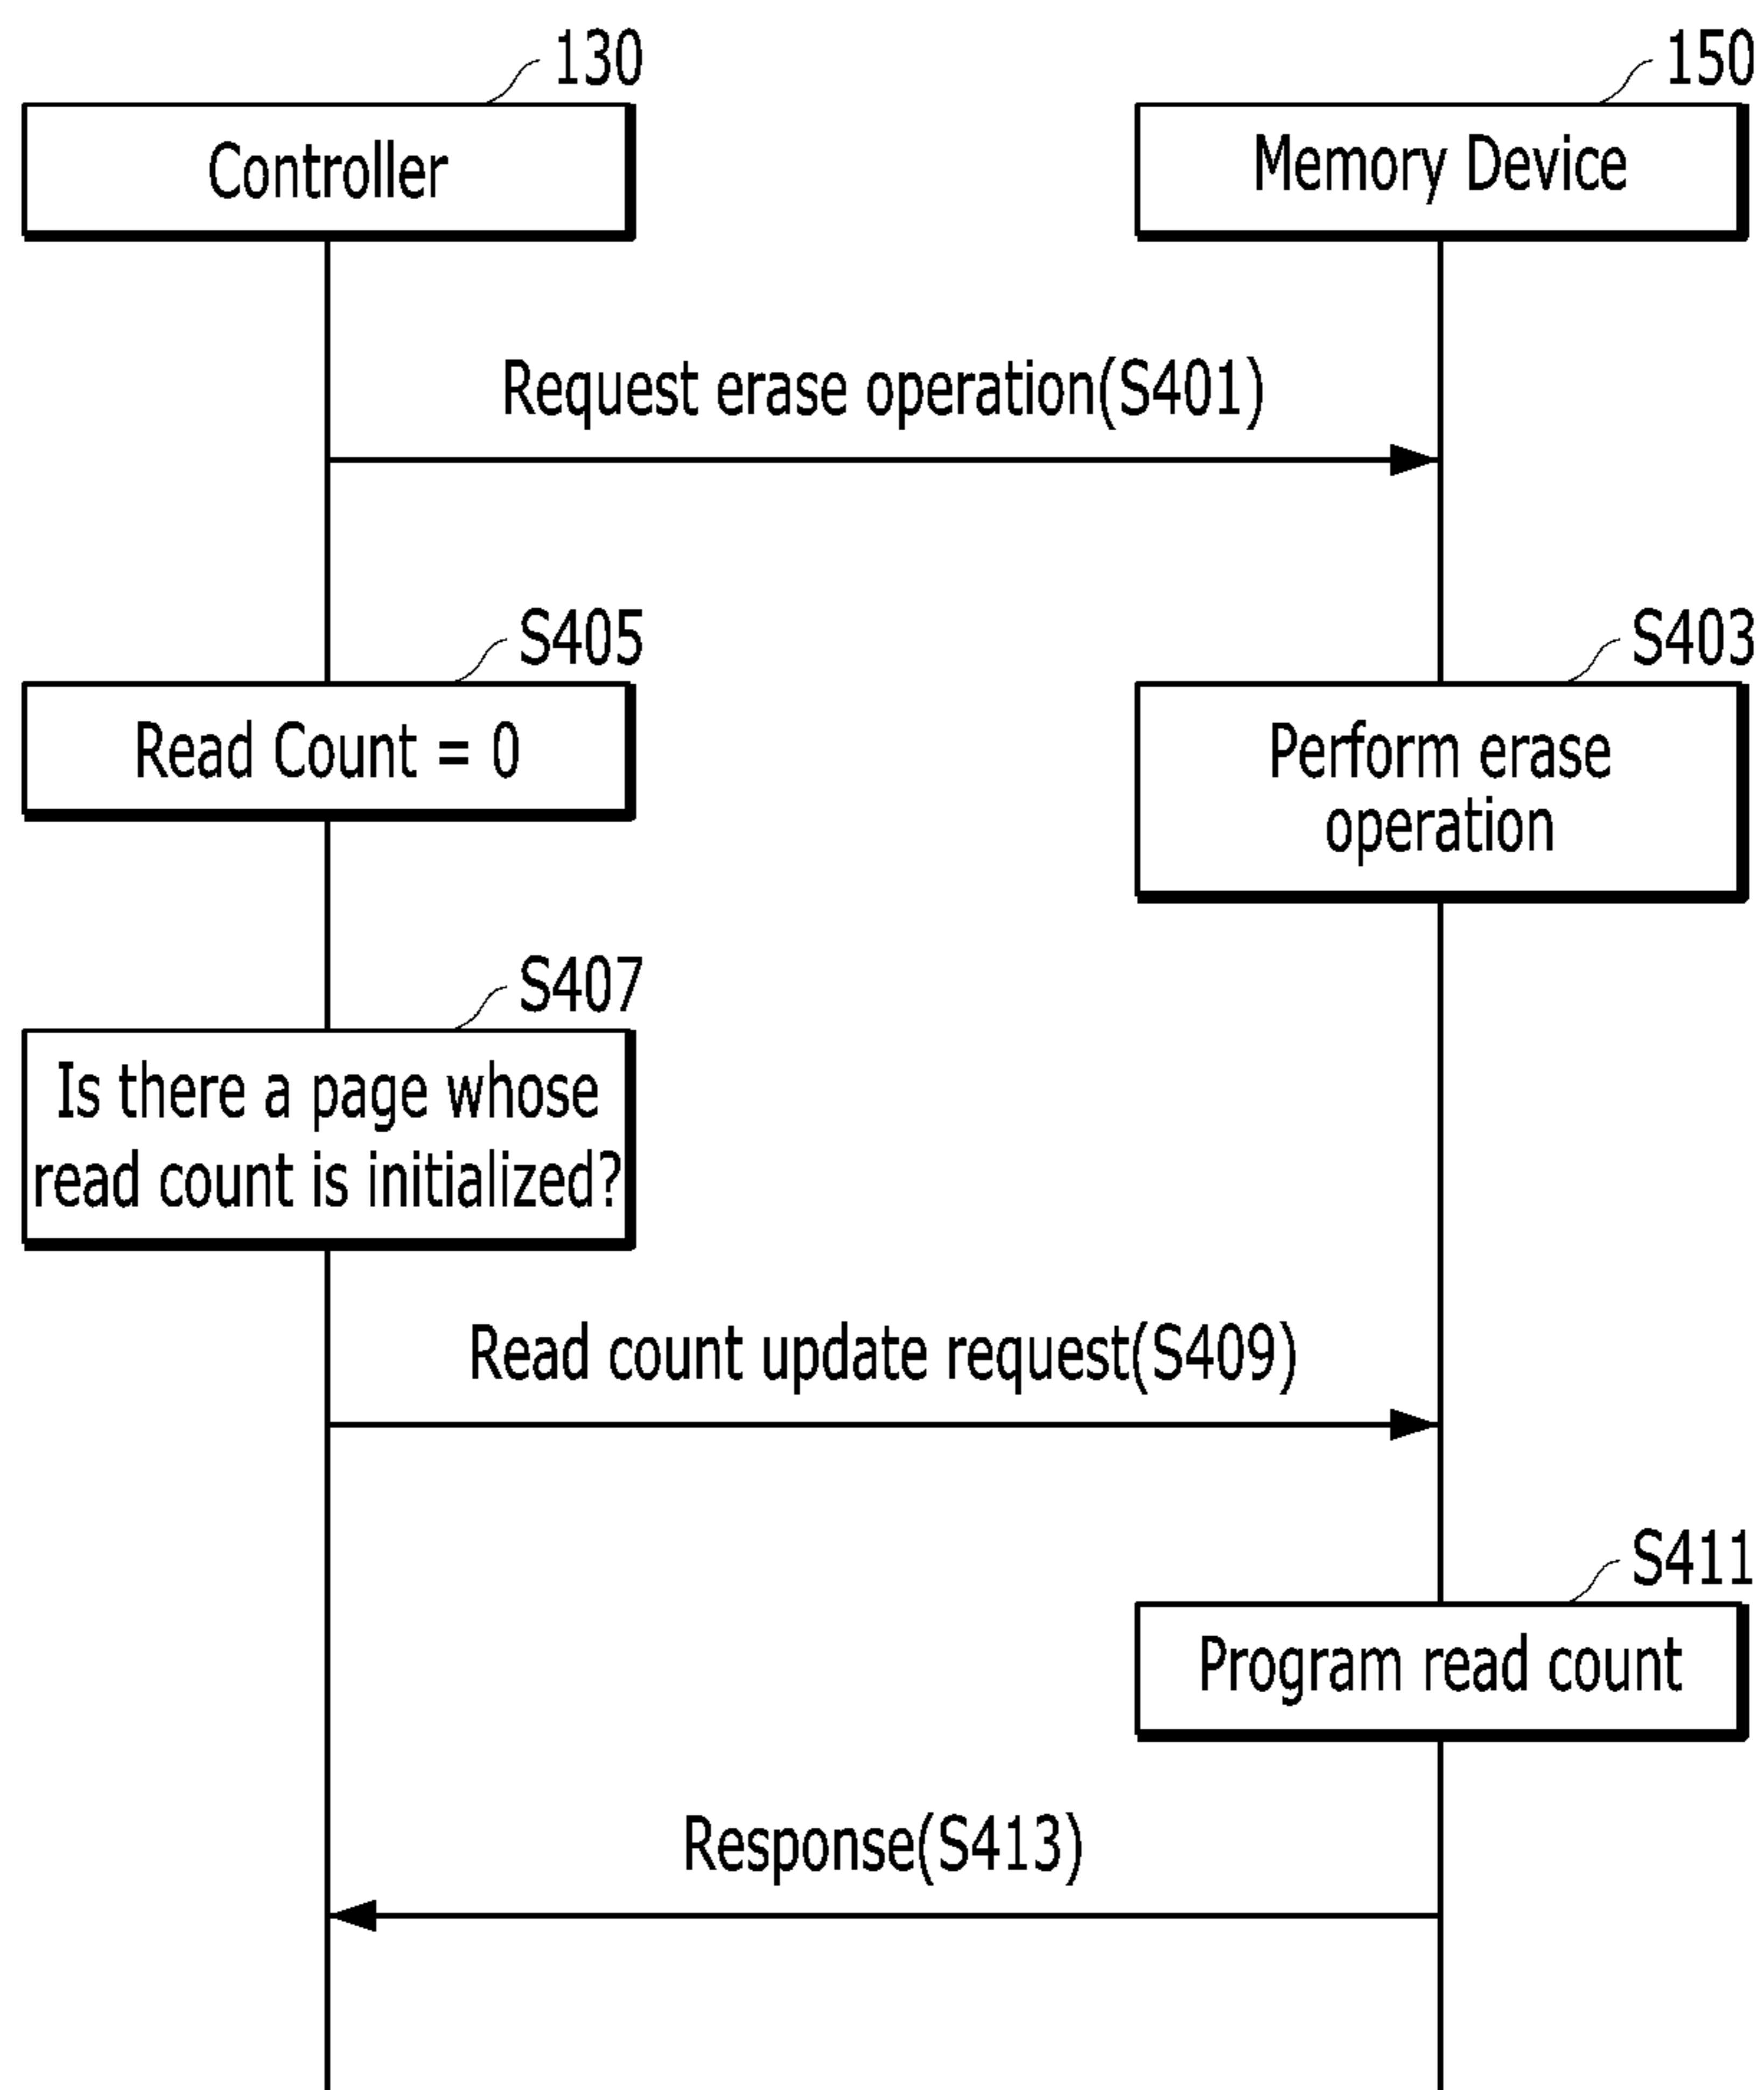 130
150
Controller
Memory Device
Request erase operation(S401)
S405
S403
Read Count = 0
Perform erase
operation
S407
Is there a page whose
read count is initialized?
Read count update request(S409)
S411
Program read count
Response(S413)